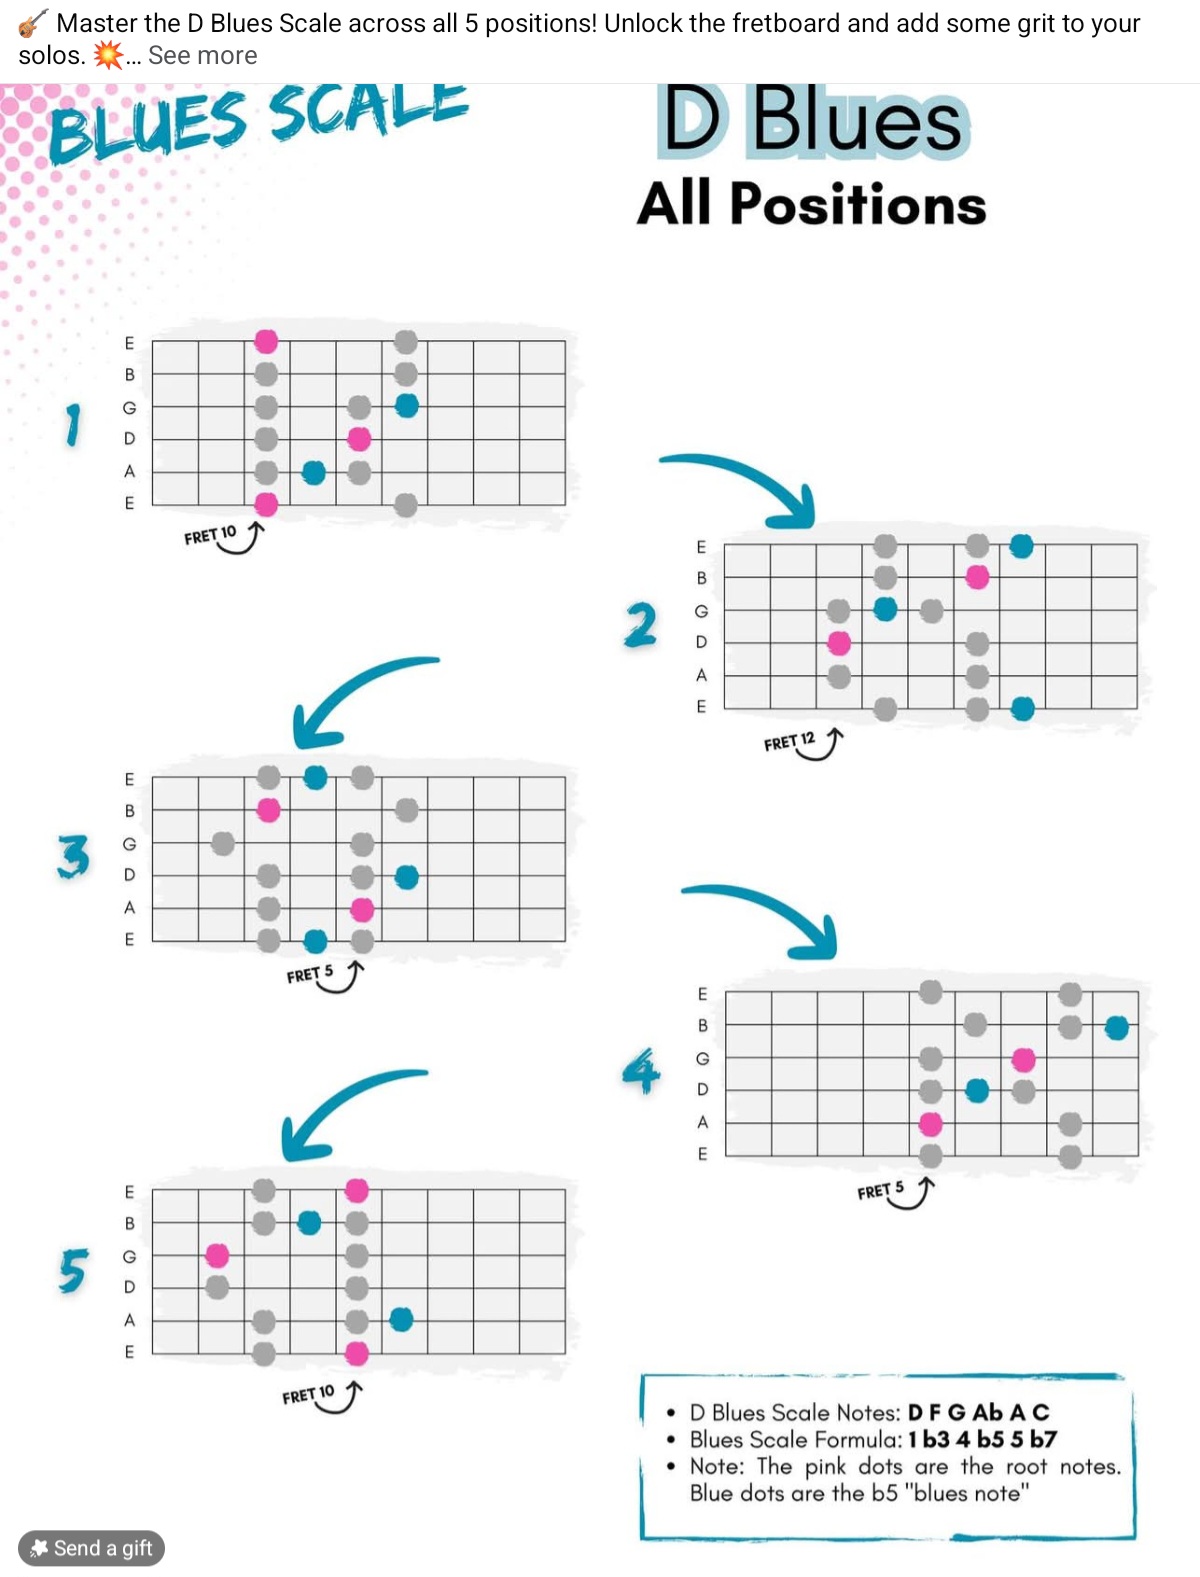 🎸 Master the D Blues Scale across all 5 positions! Unlock the fretboard and add some grit to your
solos. 💥... See more
BLUES SCALE
D Blues
All Positions
1
E
B
G
D
A
E
FRET 10
2
E
B
G
D
A
E
FRET 12
3
E
B
G
D
A
E
FRET 5
4
E
B
G
D
A
E
FRET 5
5
E
B
G
D
A
E
FRET 10
• D Blues Scale Notes: D F G Ab A C
• Blues Scale Formula: 1 b3 4 b5 5 b7
• Note: The pink dots are the root notes.
Blue dots are the b5 "blues note"
Send a gift